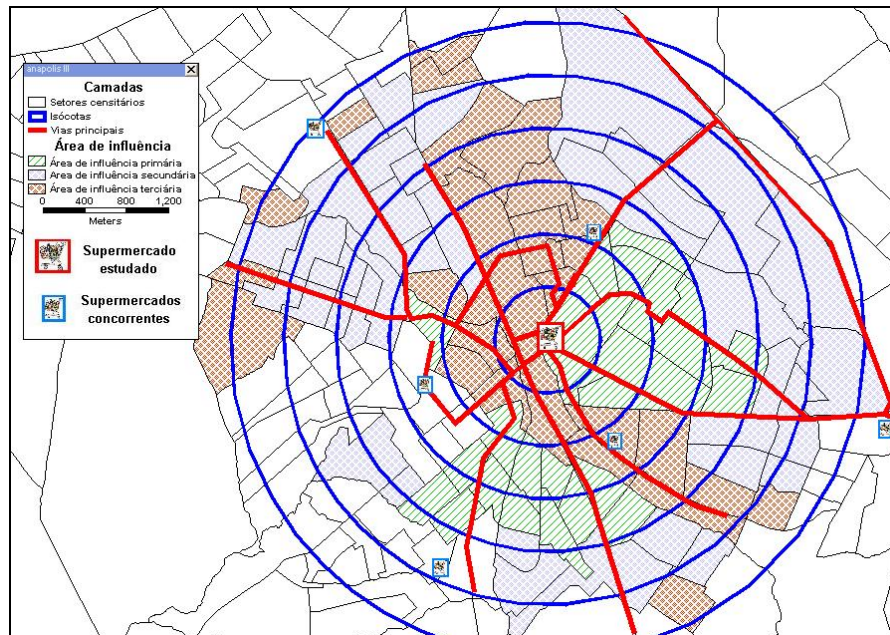 anapolis III
Camadas
Setores censitários
Isócotas
Vias principais
Área de influência
Área de influência primária
Área de influência secundária
Área de influência terciária
0 400 800 1,200
Meters
Supermercado
estudado
Supermercados
concorrentes